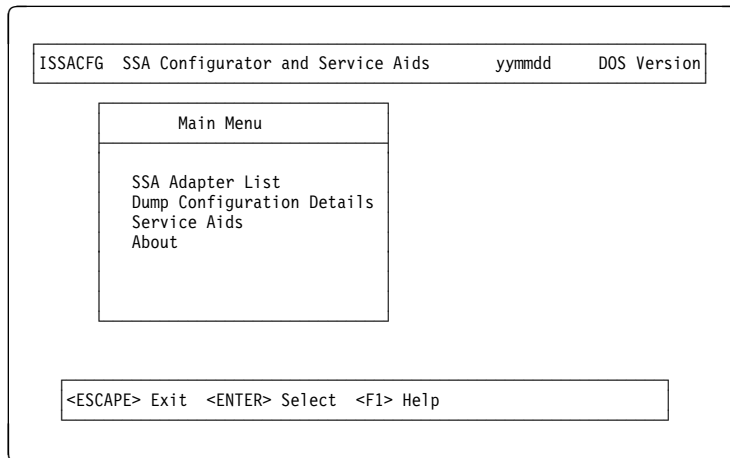 ISSACFG SSA Configurator and Service Aids yymmdd DOS Version
Main Menu
SSA Adapter List
Dump Configuration Details
Service Aids
About
<ESCAPE> Exit <ENTER> Select <F1> Help